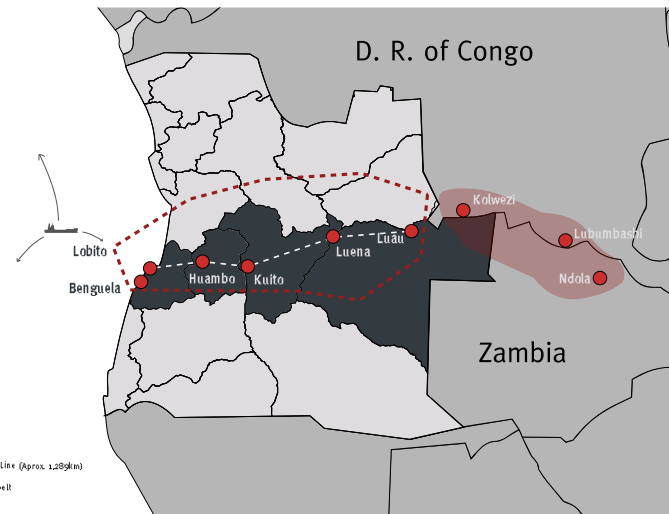 D. R. of Congo
Kolwezi
Lubumbashi
Luau
Lobito
Luena
Huambo
Kuito
Ndola
Benguela
Zambia
Line (Aprox. 1,289km)